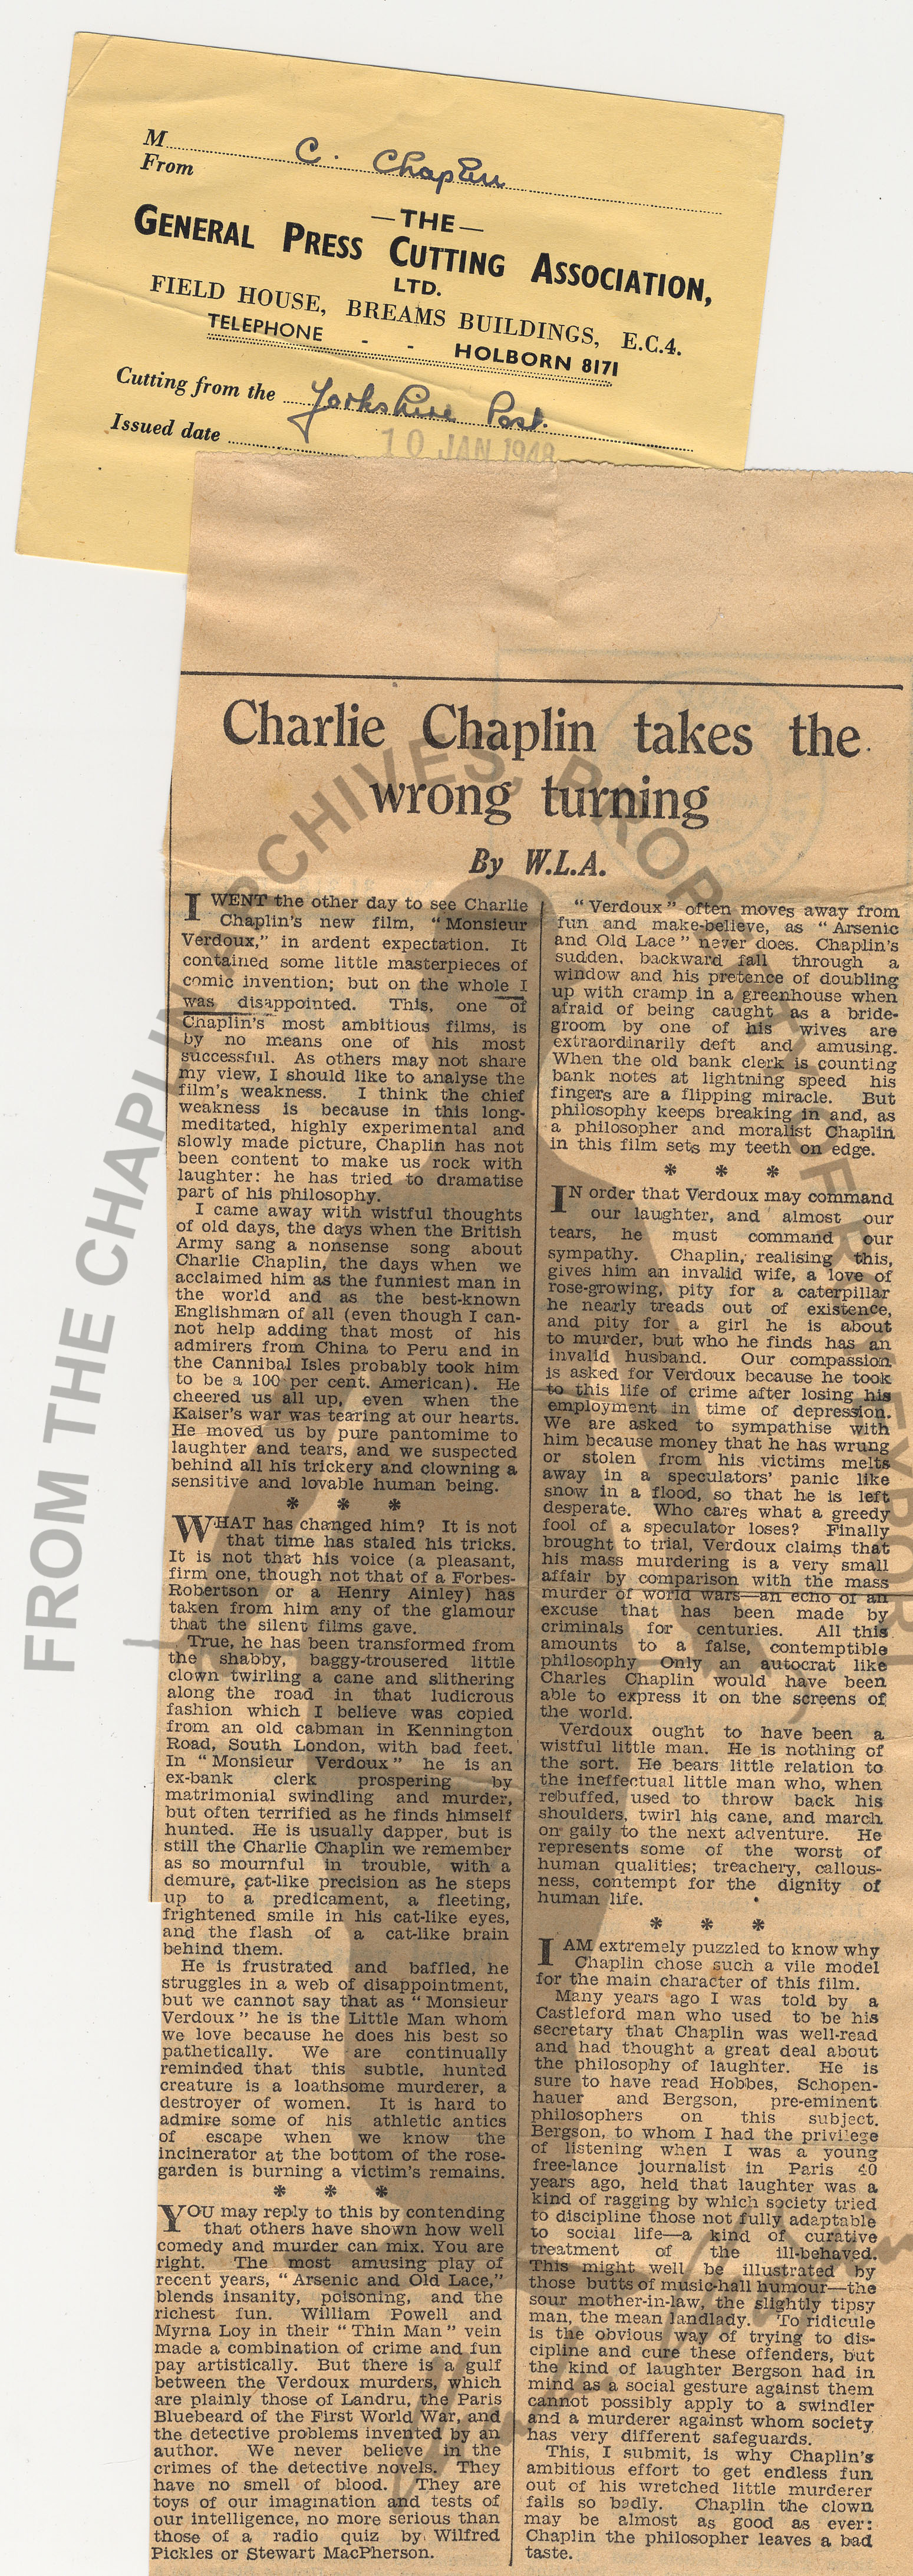 M
C. Chaplin
From
—THE—
GENERAL PRESS CUTTING ASSOCIATION,
LTD.
FIELD HOUSE, BREAMS BUILDINGS, E.C.4.
TELEPHONE - - HOLBORN 8171
Cutting from the Yorkshire Post.
Issued date
10 JAN 1948
Charlie Chaplin takes the
wrong turning
By W.L.A.
I WENT the other day to see Charlie
Chaplin's new film, "Monsieur
Verdoux," in ardent expectation. It
contained some little masterpieces of
comic invention; but on the whole I
was disappointed. This, one of
Chaplin's most ambitious films, is
by no means one of his most
successful. As others may not share
my view, I should like to analyse the
film's weakness. I think the chief
weakness is because in this long-
meditated, highly experimental and
slowly made picture, Chaplin has not
been content to make us rock with
laughter: he has tried to dramatise
part of his philosophy.
I came away with wistful thoughts
of old days, the days when the British
Army sang a nonsense song about
Charlie Chaplin, the days when we
acclaimed him as the funniest man in
the world and as the best-known
Englishman of all (even though I can-
not help adding that most of his
admirers from China to Peru and in
the Cannibal Isles probably took him
to be a 100 per cent. American). He
cheered us all up, even when the
Kaiser's war was tearing at our hearts.
He moved us by pure pantomime to
laughter and tears, and we suspected
behind all his trickery and clowning a
sensitive and lovable human being.
* * *
WHAT has changed him? It is not
that time has staled his tricks.
It is not that his voice (a pleasant,
firm one, though not that of a Forbes-
Robertson or a Henry Ainley) has
taken from him any of the glamour
that the silent films gave.
True, he has been transformed from
the shabby, baggy-trousered little
clown twirling a cane and slithering
along the road in that ludicrous
fashion which I believe was copied
from an old cabman in Kennington
Road, South London, with bad feet.
In "Monsieur Verdoux" he is an
ex-bank clerk prospering by
matrimonial swindling and murder,
but often terrified as he finds himself
hunted. He is usually dapper, but is
still the Charlie Chaplin we remember
as so mournful in trouble, with a
demure, cat-like precision as he steps
up to a predicament, a fleeting,
frightened smile in his cat-like eyes,
and the flash of a cat-like brain
behind them.
He is frustrated and baffled, he
struggles in a web of disappointment,
but we cannot say that as "Monsieur
Verdoux" he is the Little Man whom
we love because he does his best so
pathetically. We are continually
reminded that this subtle, hunted
creature is a loathsome murderer, a
destroyer of women. It is hard to
admire some of his athletic antics
of escape when we know the
incinerator at the bottom of the rose-
garden is burning a victim's remains.
* * *
YOU may reply to this by contending
that others have shown how well
comedy and murder can mix. You are
right. The most amusing play of
recent years, "Arsenic and Old Lace,"
blends insanity, poisoning, and the
richest fun. William Powell and
Myrna Loy in their "Thin Man" vein
made a combination of crime and fun
pay artistically. But there is a gulf
between the Verdoux murders, which
are plainly those of Landru, the Paris
Bluebeard of the First World War, and
the detective problems invented by an
author. We never believe in the
crimes of the detective novels. They
have no smell of blood. They are
toys of our imagination and tests of
our intelligence, no more serious than
those of a radio quiz by Wilfred
Pickles or Stewart MacPherson.
"Verdoux" often moves away from
fun and make-believe, as "Arsenic
and Old Lace" never does. Chaplin's
sudden, backward fall through a
window and his pretence of doubling
up with cramp in a greenhouse when
afraid of being caught as a bride-
groom by one of his wives are
extraordinarily deft and amusing.
When the old bank clerk is counting
bank notes at lightning speed his
fingers are a flipping miracle. But
philosophy keeps breaking in and, as
a philosopher and moralist Chaplin
in this film sets my teeth on edge.
* * *
IN order that Verdoux may command
our laughter, and almost our
tears, he must command our
sympathy. Chaplin, realising this,
gives him an invalid wife, a love of
rose-growing, pity for a caterpillar
he nearly treads out of existence,
and pity for a girl he is about
to murder, but who he finds has an
invalid husband. Our compassion
is asked for Verdoux because he took
to this life of crime after losing his
employment in time of depression.
We are asked to sympathise with
him because money that he has wrung
or stolen from his victims melts
away in a speculators' panic like
snow in a flood, so that he is left
desperate. Who cares what a greedy
fool of a speculator loses? Finally
brought to trial, Verdoux claims that
his mass murdering is a very small
affair by comparison with the mass
murder of world wars—an echo of an
excuse that has been made by
criminals for centuries. All this
amounts to a false, contemptible
philosophy Only an autocrat like
Charles Chaplin would have been
able to express it on the screens of
the world.
Verdoux ought to have been a
wistful little man. He is nothing of
the sort. He bears little relation to
the ineffectual little man who, when
rebuffed, used to throw back his
shoulders, twirl his cane, and march
on gaily to the next adventure. He
represents some of the worst of
human qualities; treachery, callous-
ness, contempt for the dignity of
human life.
* * *
I AM extremely puzzled to know why
Chaplin chose such a vile model
for the main character of this film.
Many years ago I was told by a
Castleford man who used to be his
secretary that Chaplin was well-read
and had thought a great deal about
the philosophy of laughter. He is
sure to have read Hobbes, Schopen-
hauer and Bergson, pre-eminent
philosophers on this subject.
Bergson, to whom I had the privilege
of listening when I was a young
free-lance journalist in Paris 40
years ago, held that laughter was a
kind of ragging by which society tried
to discipline those not fully adaptable
to social life—a kind of curative
treatment of the ill-behaved.
This might well be illustrated by
those butts of music-hall humour—the
sour mother-in-law, the slightly tipsy
man, the mean landlady. To ridicule
is the obvious way of trying to dis-
cipline and cure these offenders, but
the kind of laughter Bergson had in
mind as a social gesture against them
cannot possibly apply to a swindler
and a murderer against whom society
has very different safeguards.
This, I submit, is why Chaplin's
ambitious effort to get endless fun
out of his wretched little murderer
fails so badly. Chaplin the clown
may be almost as good as ever:
Chaplin the philosopher leaves a bad
taste.
FROM THE CHAPLIN ARCHIVES, PROPERTY OF ROY EXPORT